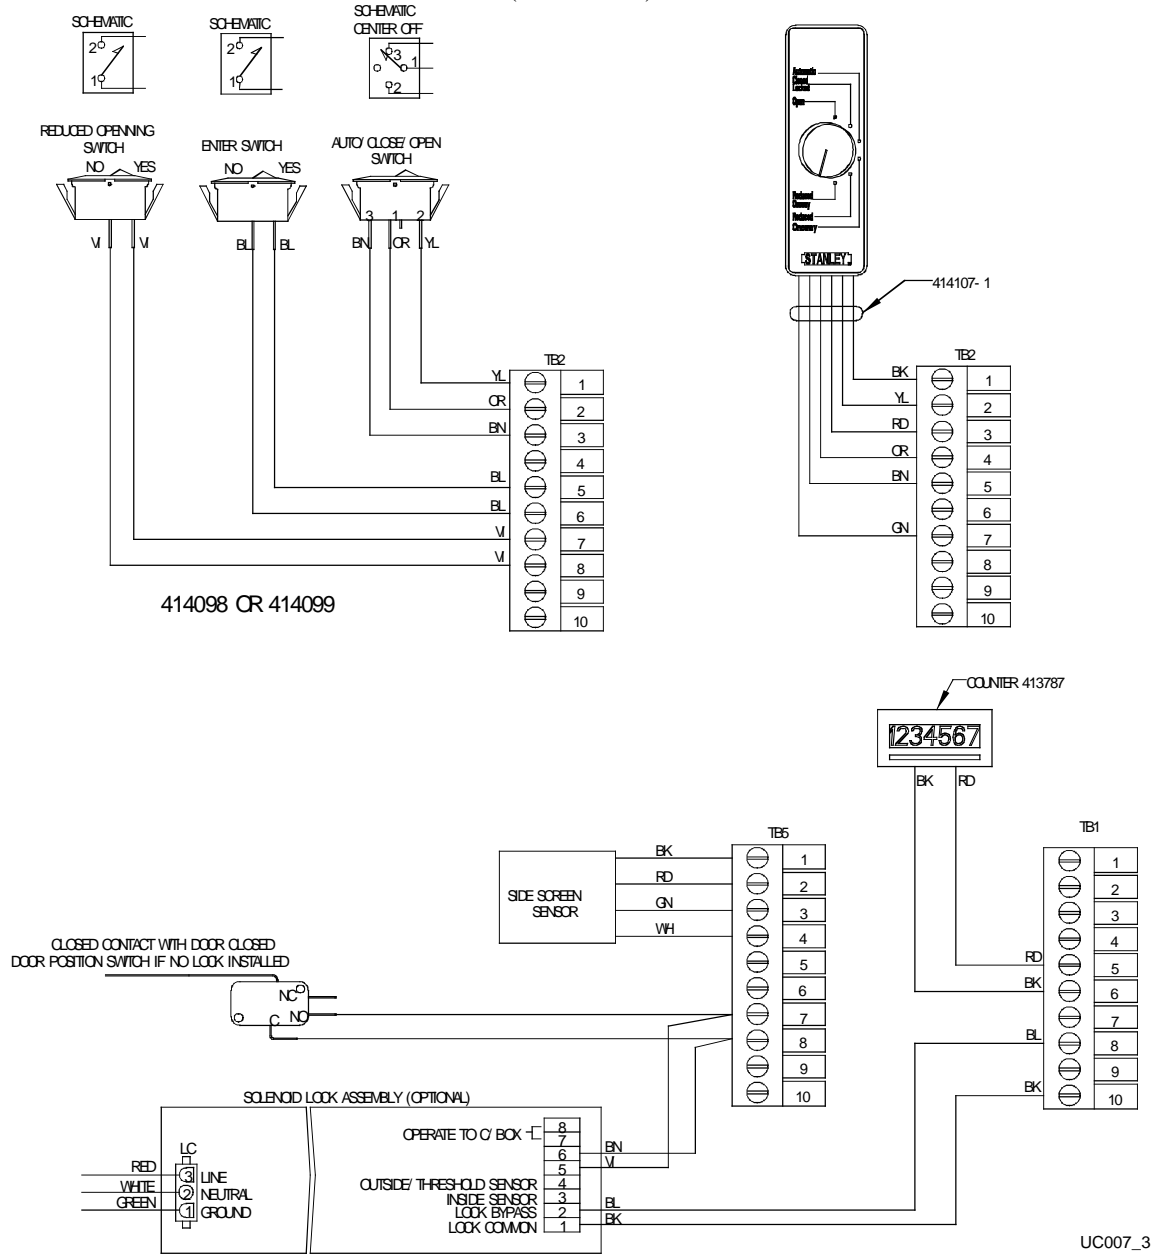 SCHEMATIC
2
1
SCHEMATIC
2
1
SCHEMATIC
CENTER OFF
3
1
2
REDUCED OPENNING
SWITCH
NO YES
VI VI
ENTER SWITCH
NO YES
BL BL
AUTO/ CLOSE/ OPEN
SWITCH
3 1 2
BN OR YL
TB2
YL 1
OR 2
BN 3
4
BL 5
BL 6
VI 7
VI 8
9
10
414098 OR 414099
Automatic
Closed
Locked
Open
Reduced
Oneway
Reduced
STANLEY
414107- 1
TB2
BK 1
YL 2
RD 3
OR 4
BN 5
6
GN 7
8
9
10
COUNTER 413787
1234567
BK RD
TB5
SIDE SCREEN
SENSOR
BK 1
RD 2
GN 3
WH 4
5
6
7
8
9
10
TB1
1
2
3
4
RD 5
BK 6
7
BL 8
9
BK 10
CLOSED CONTACT WITH DOOR CLOSED
DOOR POSITION SWITCH IF NO LOCK INSTALLED
NC
C NO
SOLENOID LOCK ASSEMBLY (OPTIONAL)
LC
RED 3 LINE
WHITE 2 NEUTRAL
GREEN 1 GROUND
OPERATE TO O/ BOX 8
7
6 BN
5 VI
OUTSIDE/ THRESHOLD SENSOR 4
INSIDE SENSOR 3
LOCK BYPASS 2 BL
LOCK COMMON 1 BK
UC007_3